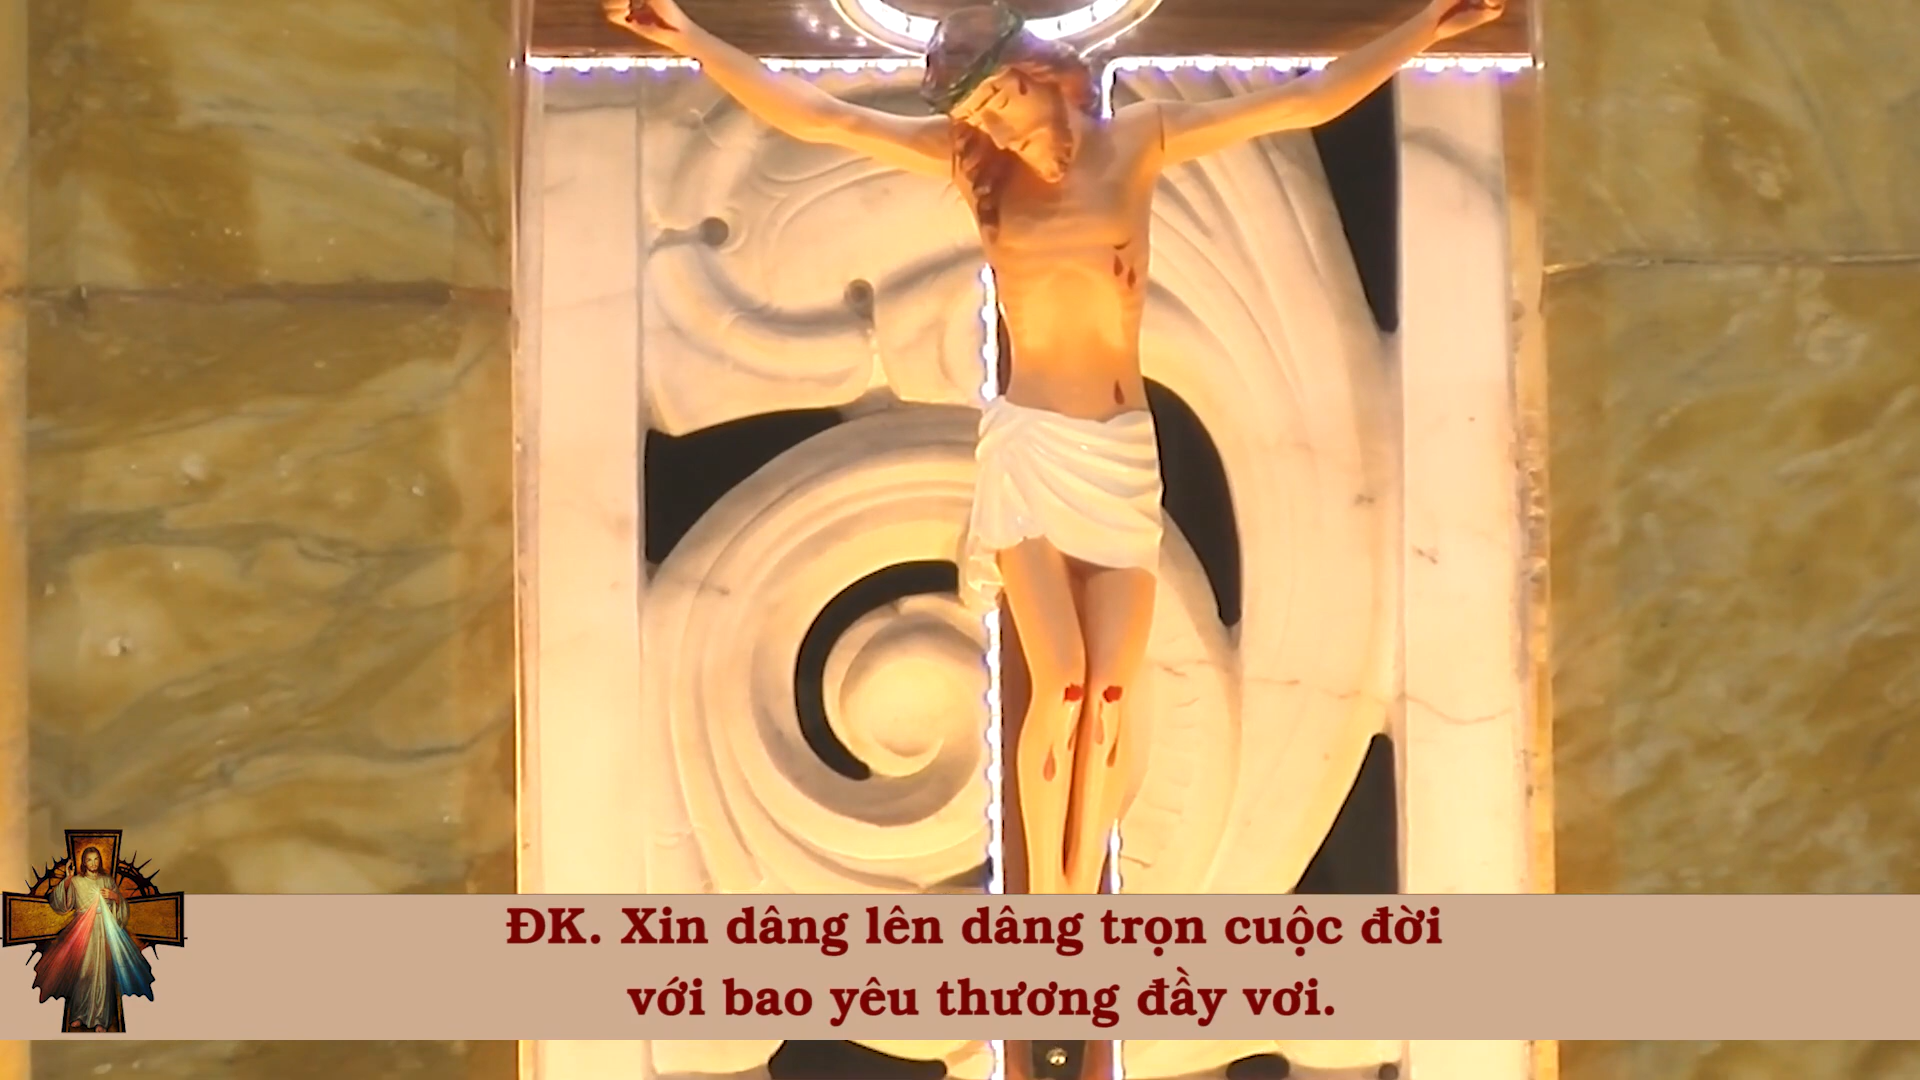 ĐK. Xin dâng lên dâng trọn cuộc đời
với bao yêu thương đầy vơi.